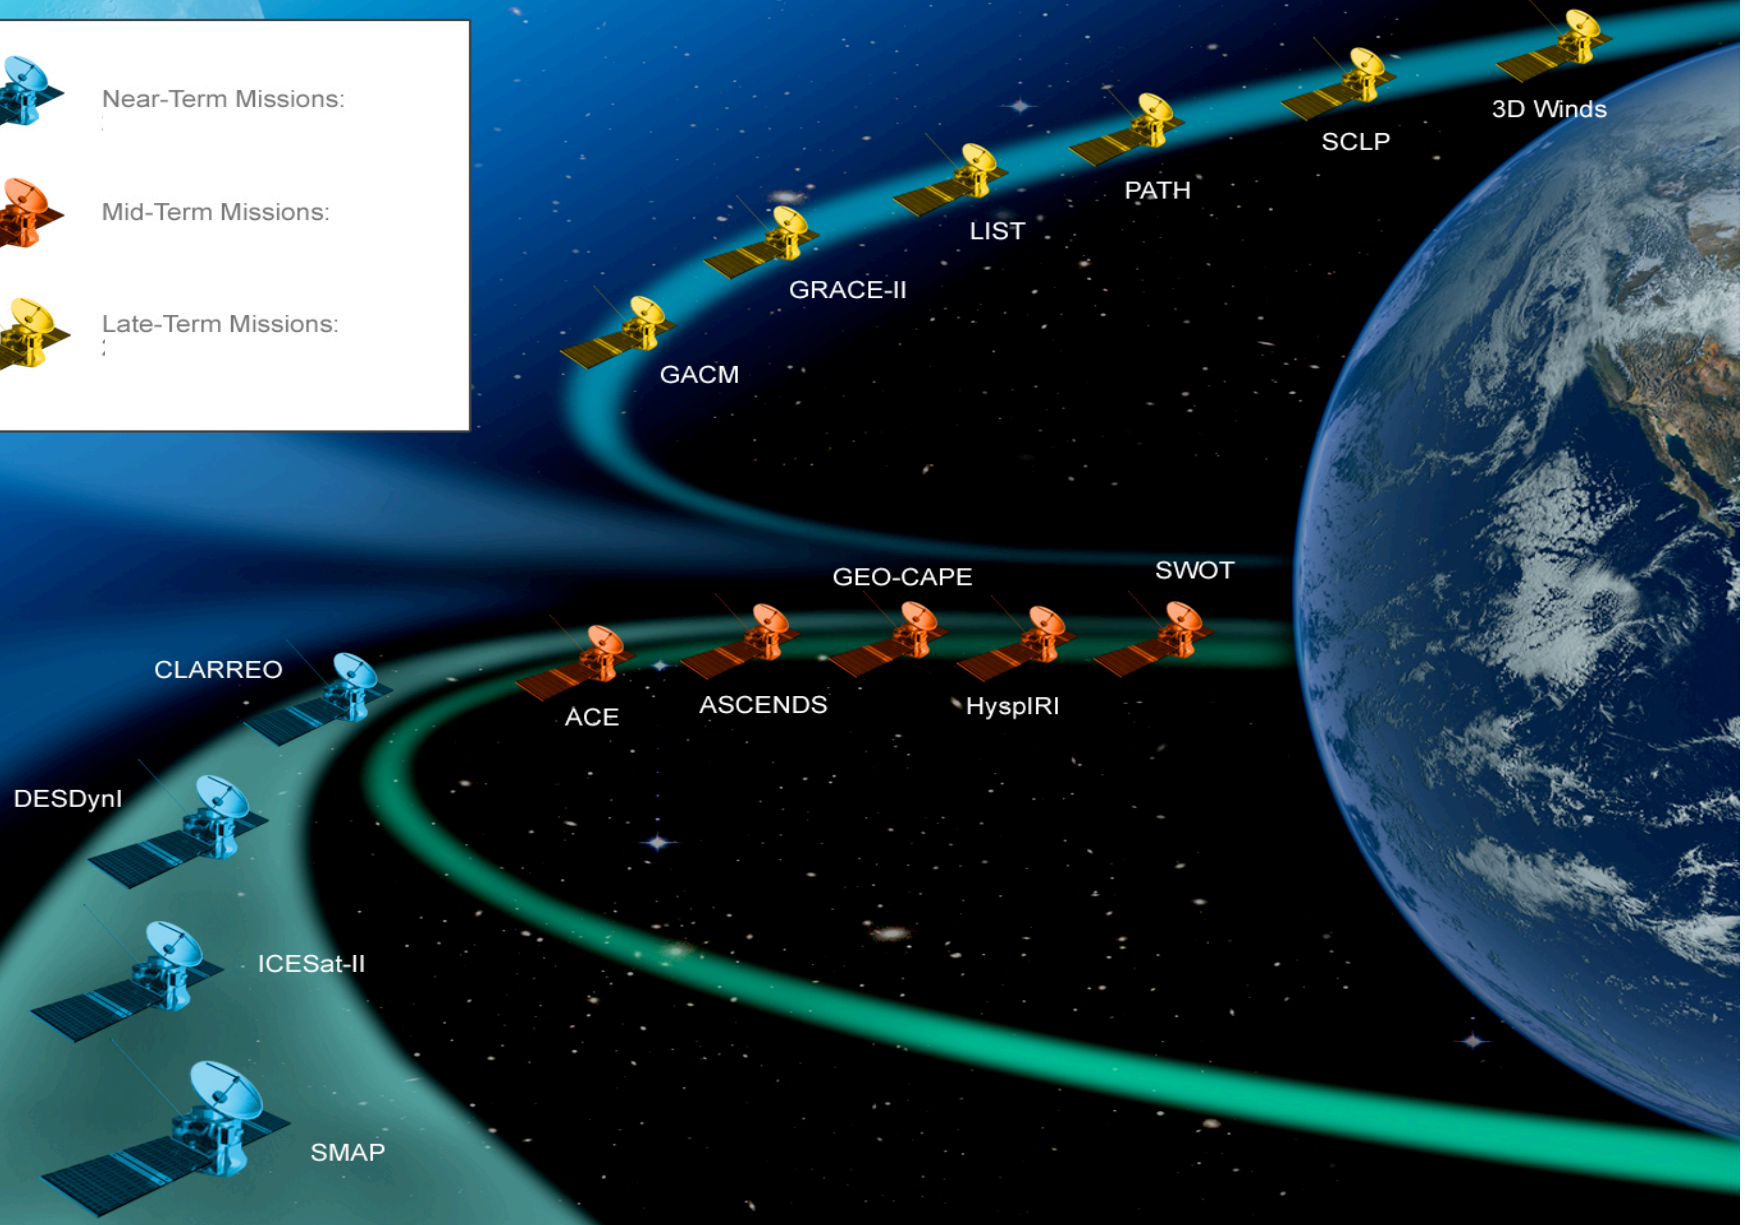 Near-Term Missions:
Mid-Term Missions:
Late-Term Missions:
3D Winds
SCLP
PATH
LIST
GRACE-II
GACM
SWOT
GEO-CAPE
HyspIRI
ASCENDS
ACE
CLARREO
DESDynI
ICESat-II
SMAP